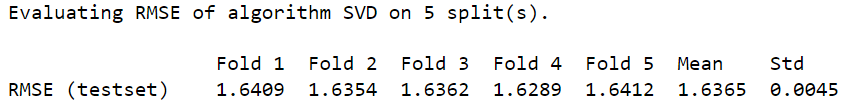 Evaluating RMSE of algorithm SVD on 5 split(s).
Fold 1 Fold 2 Fold 3 Fold 4 Fold 5 Mean Std
RMSE (testset) 1.6409 1.6354 1.6362 1.6289 1.6412 1.6365 0.0045